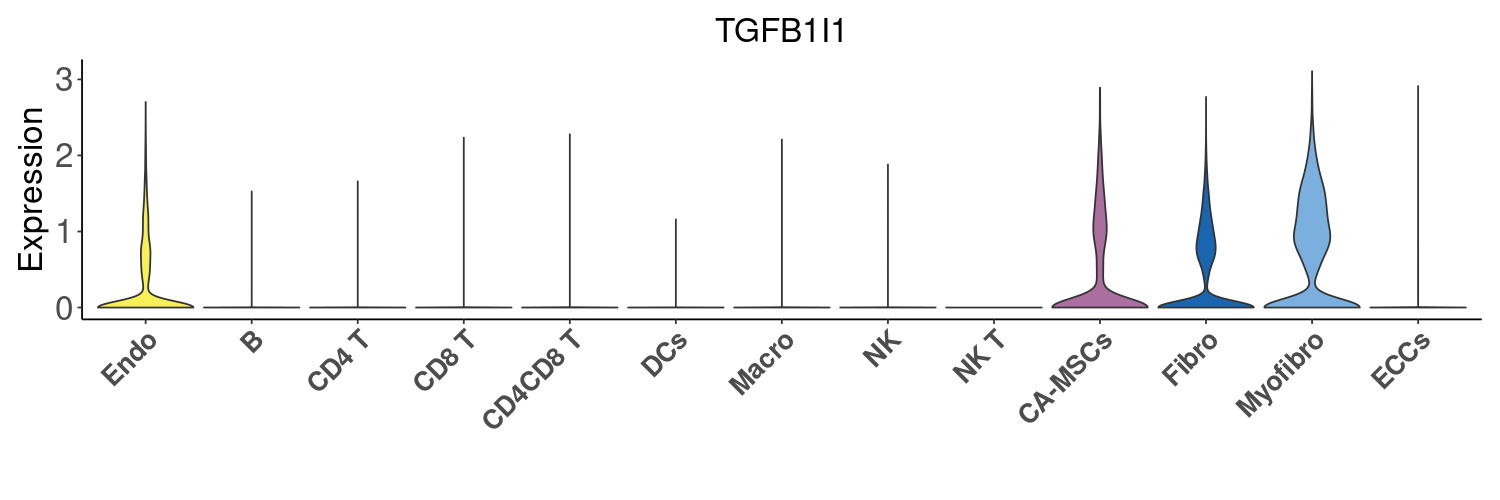 TGFB1I1
Expression
3
2
1
0
Endo
B
CD4 T
CD8 T
CD4CD8 T
DCs
Macro
NK
NK T
CA-MSCs
Fibro
Myofibro
ECCs